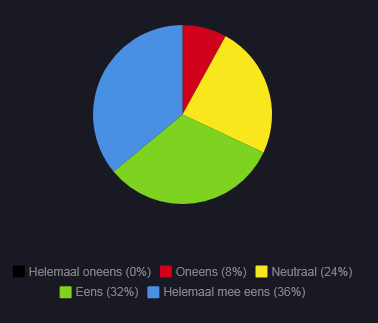 Helemaal oneens (0%) Oneens (8%) Neutraal (24%)
Eens (32%) Helemaal mee eens (36%)